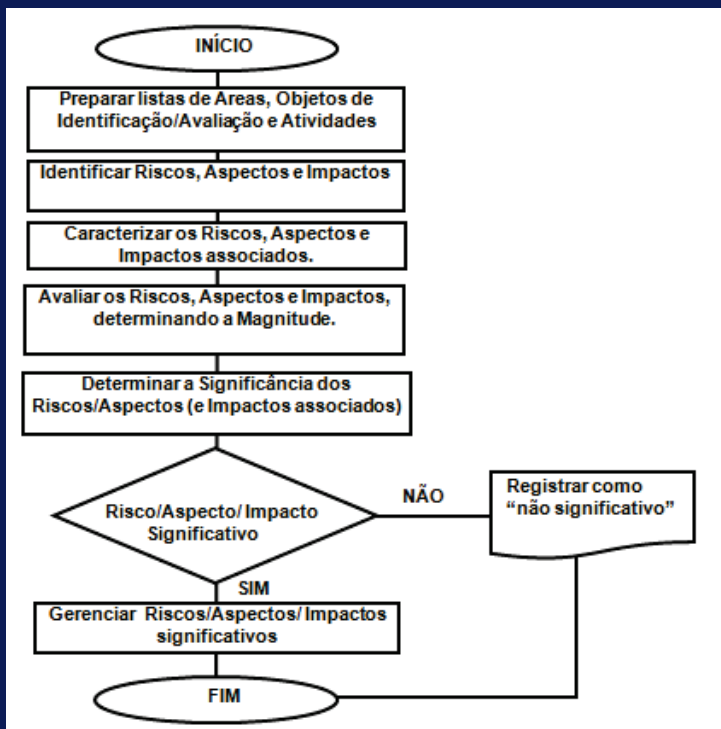 INÍCIO
Preparar listas de Areas, Objetos de
Identificação/Avaliação e Atividades
Identificar Riscos, Aspectos e Impactos
Caracterizar os Riscos, Aspectos e
Impactos associados.
Avaliar os Riscos, Aspectos e Impactos,
determinando a Magnitude.
Determinar a Significância dos
Riscos/Aspectos (e Impactos associados)
Risco/Aspecto/ Impacto
Significativo
NÃO
Registrar como
“não significativo”
SIM
Gerenciar Riscos/Aspectos/ Impactos
significativos
FIM